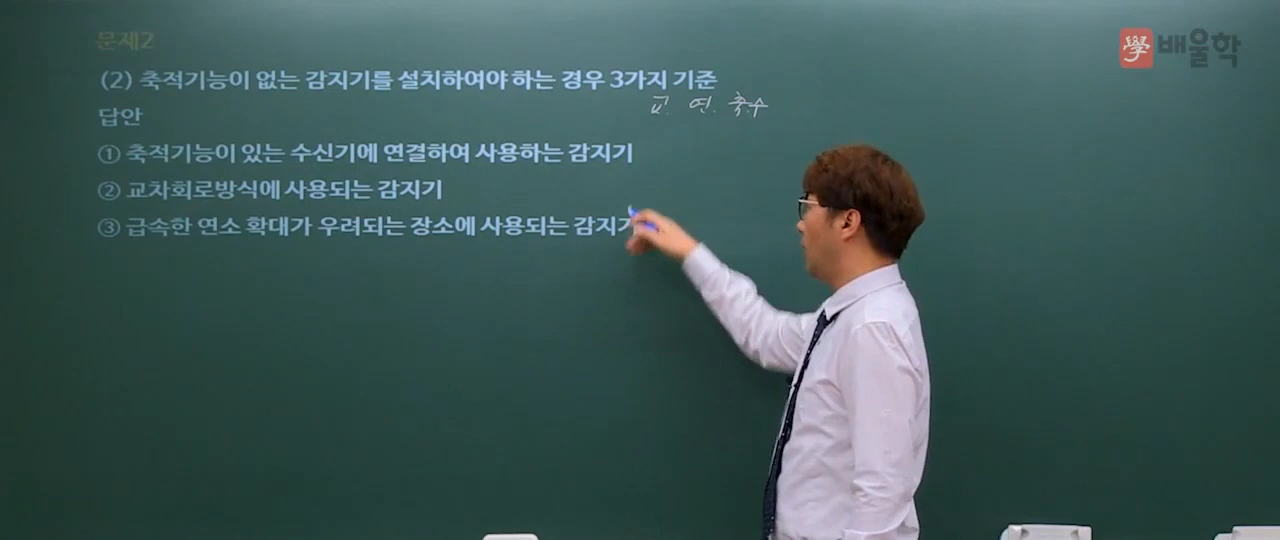 문제2
學 배울학
(2) 축적기능이 없는 감지기를 설치하여야 하는 경우 3가지 기준
교. 연. 축수
답안
① 축적기능이 있는 수신기에 연결하여 사용하는 감지기
② 교차회로방식에 사용되는 감지기
③ 급속한 연소 확대가 우려되는 장소에 사용되는 감지기